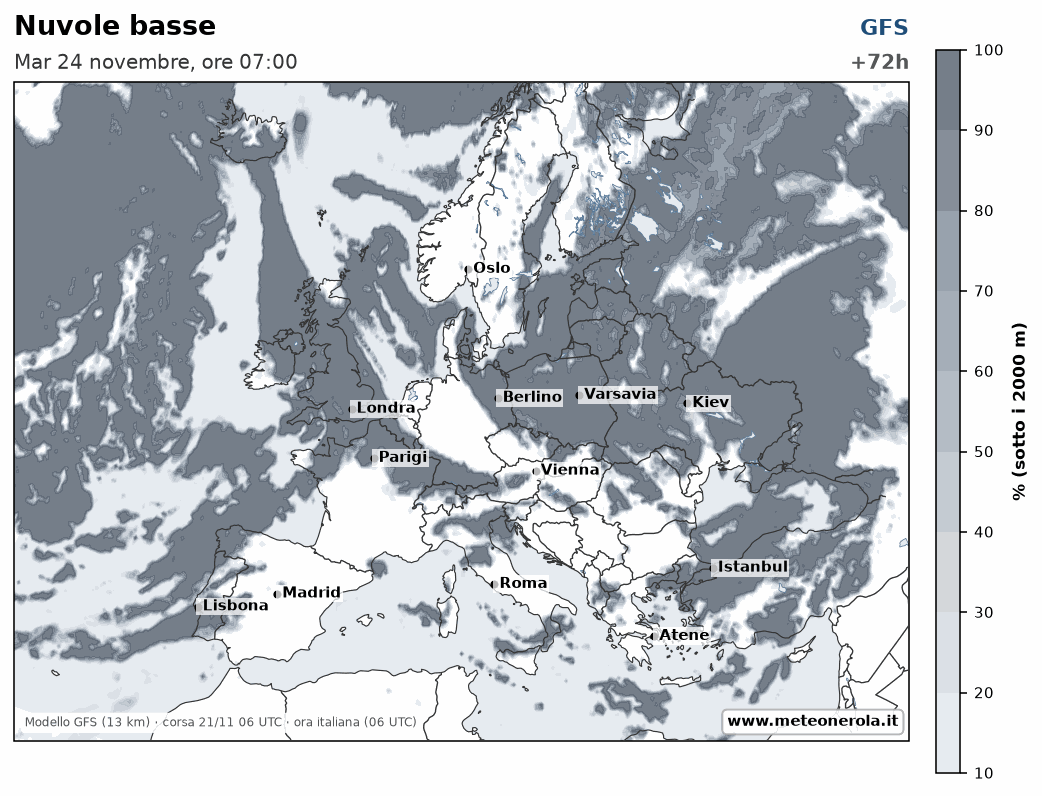 Nuvole basse
GFS
Mar 24 novembre, ore 07:00
+72h
100
90
80
70
60
50
40
30
20
10
% (sotto i 2000 m)
Oslo
Berlino
Varsavia
Kiev
Londra
Parigi
Vienna
Istanbul
Roma
Madrid
Lisbona
Atene
Modello GFS (13 km) · corsa 21/11 06 UTC · ora italiana (06 UTC)
www.meteonerola.it